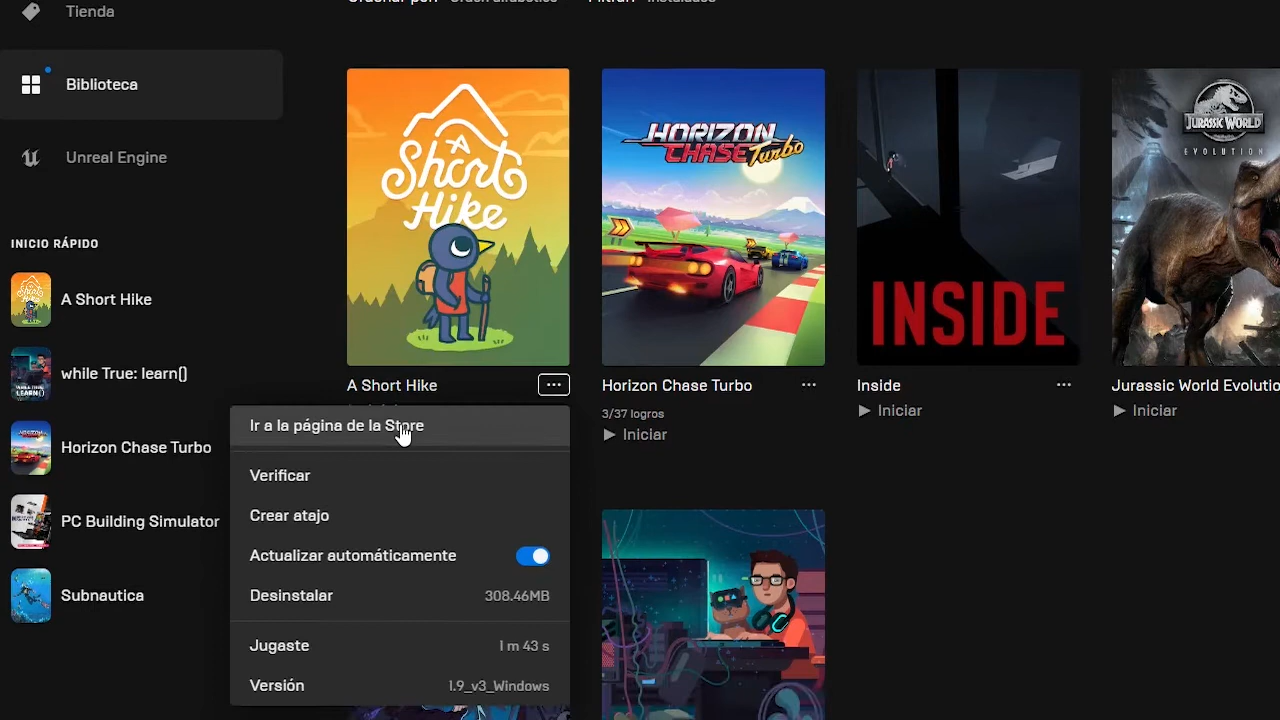 Tienda
Biblioteca
Unreal Engine
INICIO RÁPIDO
A Short Hike
while True: learn()
Horizon Chase Turbo
PC Building Simulator
Subnautica
A
Short
Hike
HORIZON
CHASE Turbo
INSIDE
JURASSIC WORLD
EVOLUTION
A Short Hike
Horizon Chase Turbo
Inside
Jurassic World Evolutio
3/37 logros
Iniciar
Iniciar
Iniciar
Ir a la página de la Store
Verificar
Crear atajo
Actualizar automáticamente
Desinstalar 308.46MB
Jugaste 1 m 43 s
Versión 1.9_v3_Windows